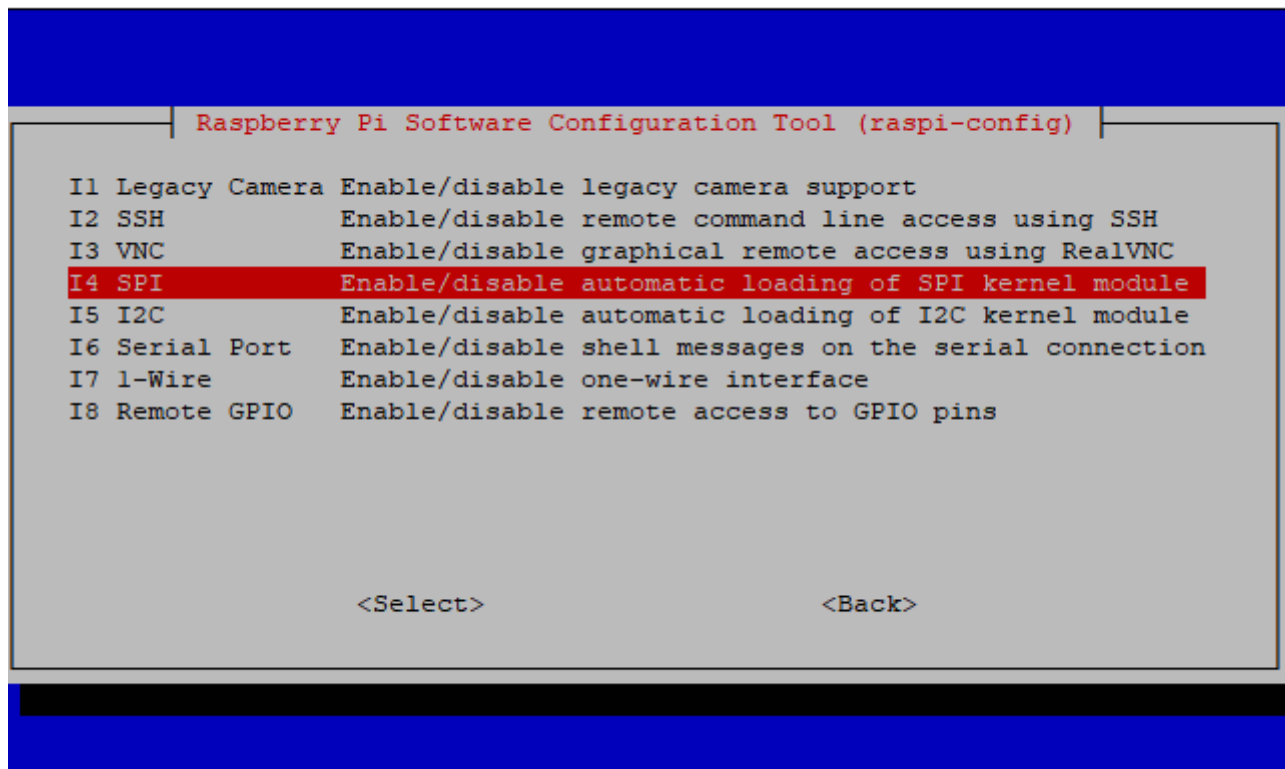 Raspberry Pi Software Configuration Tool (raspi-config)
I1 Legacy Camera Enable/disable legacy camera support
I2 SSH Enable/disable remote command line access using SSH
I3 VNC Enable/disable graphical remote access using RealVNC
I4 SPI Enable/disable automatic loading of SPI kernel module
I5 I2C Enable/disable automatic loading of I2C kernel module
I6 Serial Port Enable/disable shell messages on the serial connection
I7 1-Wire Enable/disable one-wire interface
I8 Remote GPIO Enable/disable remote access to GPIO pins
<Select> <Back>